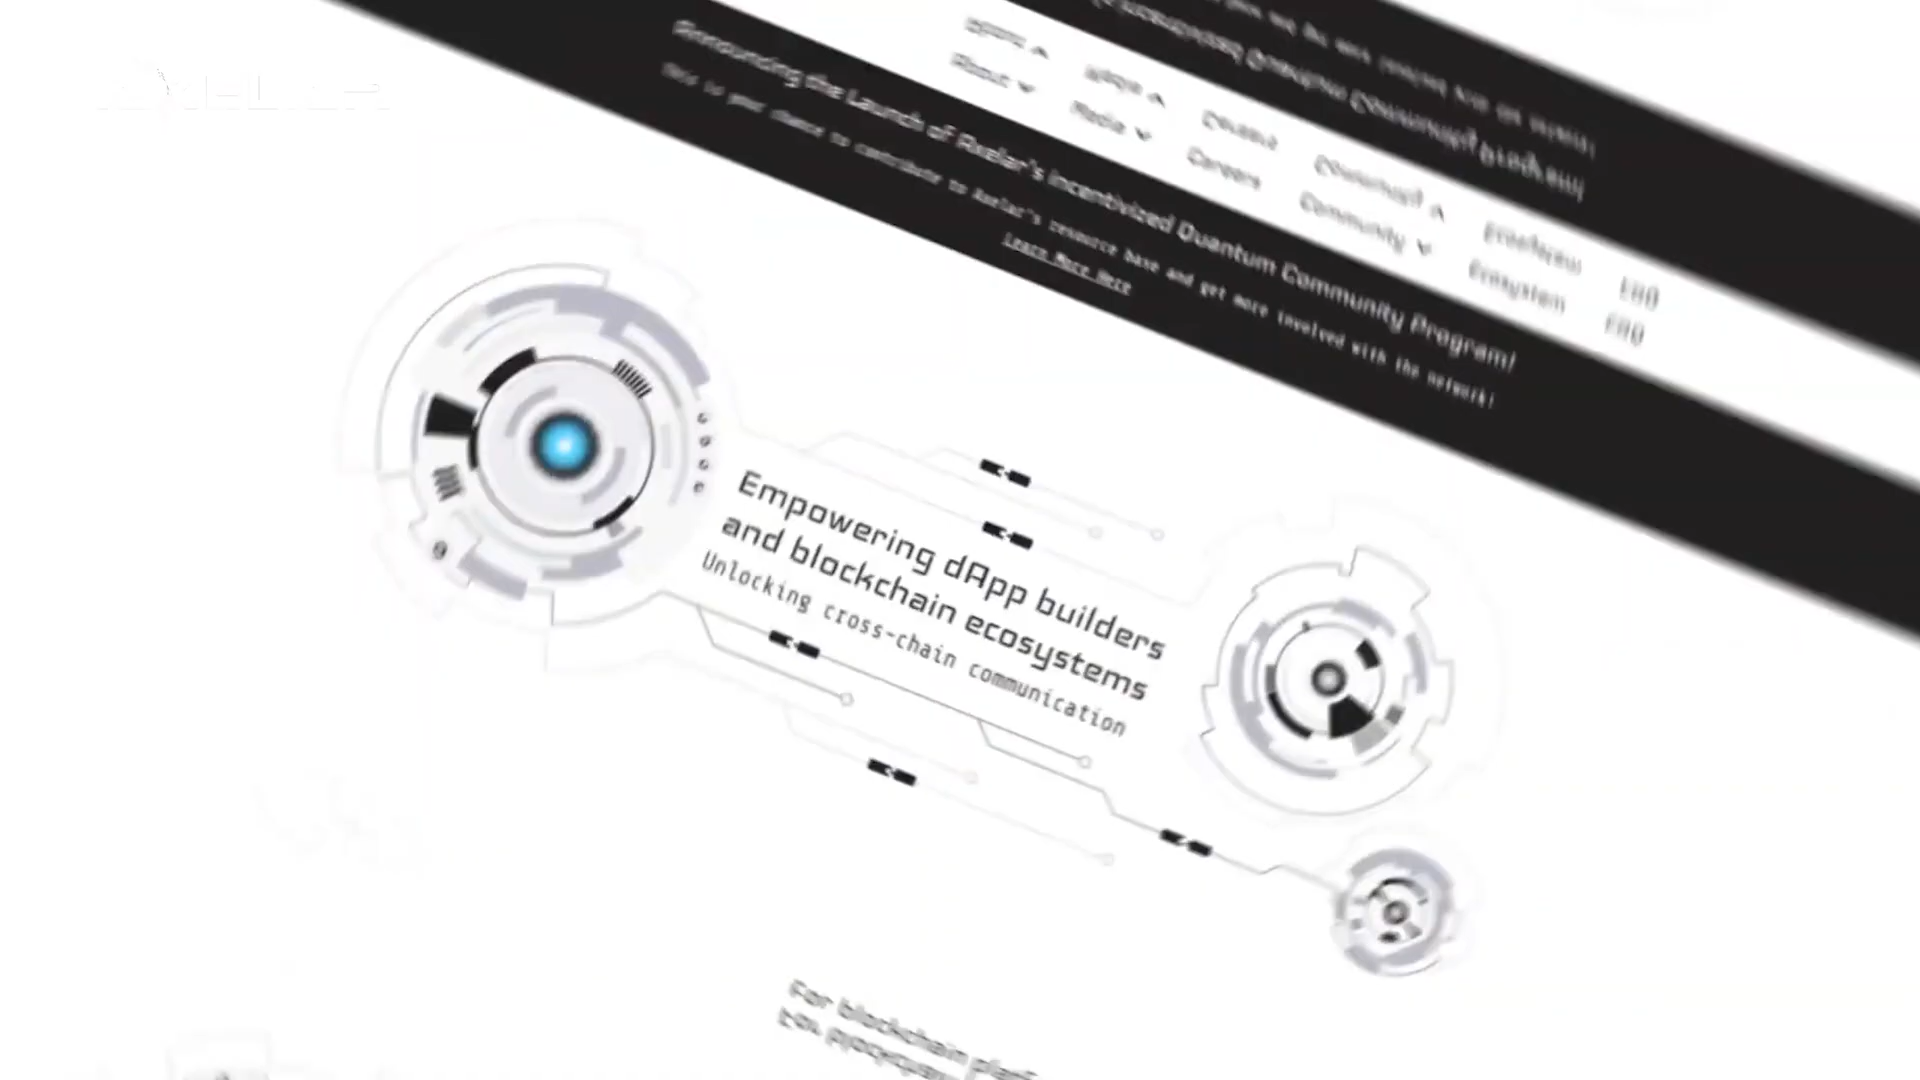 Announcing the Launch of Axelar's Incentivized Quantum Community Program!
This is your chance to contribute to Axelar's resource base and get more involved with the network!
Learn More Here
About
Media
Careers
Community
Ecosystem
FAQ
Empowering dApp builders
and blockchain ecosystems
Unlocking cross-chain communication
For blockchain